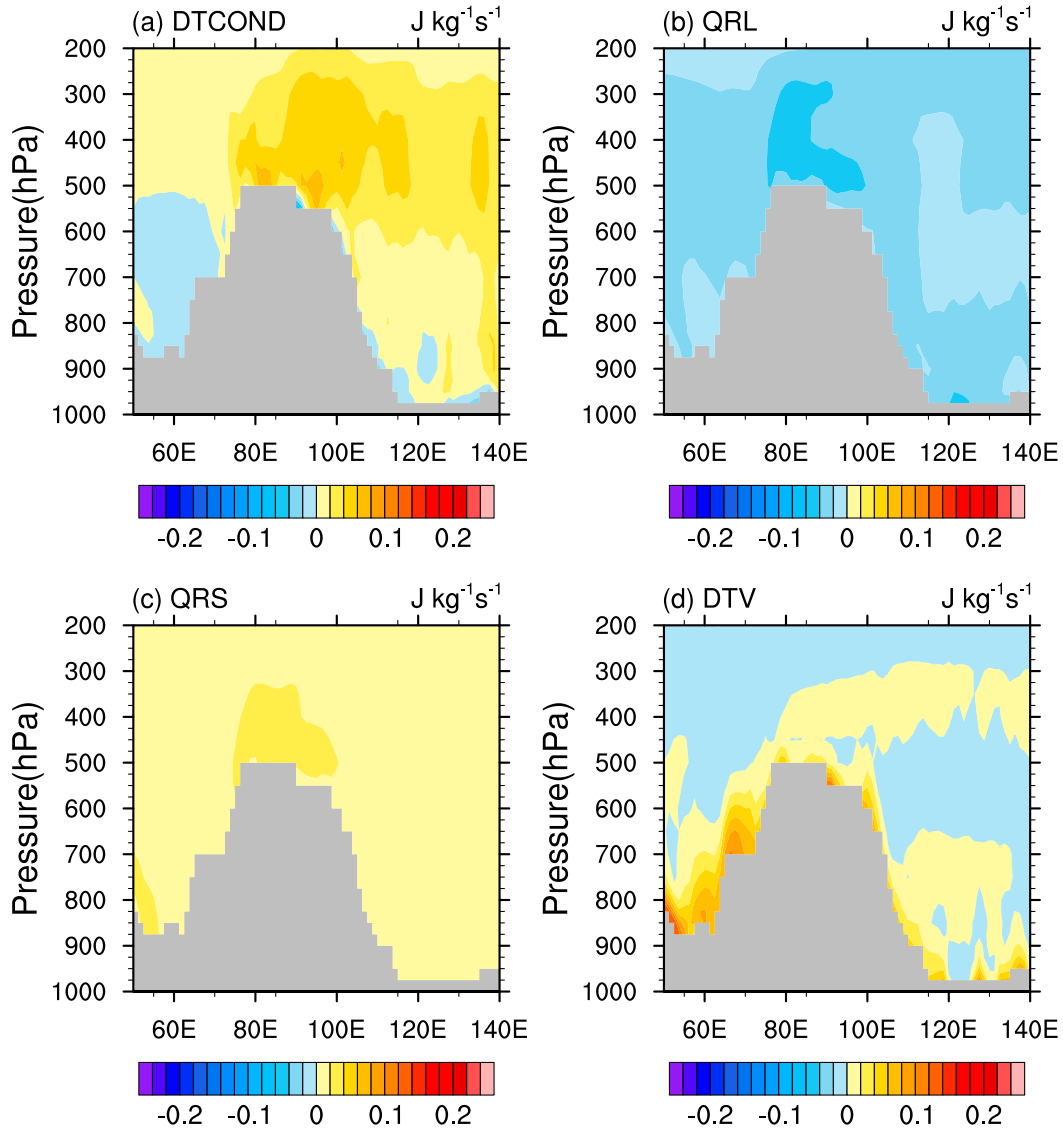 (a) DTCOND J kg⁻¹s⁻¹
200
300
400
500
600
700
800
900
1000
Pressure(hPa)
60E 80E 100E 120E 140E
-0.2 -0.1 0 0.1 0.2
(b) QRL J kg⁻¹s⁻¹
200
300
400
500
600
700
800
900
1000
Pressure(hPa)
60E 80E 100E 120E 140E
-0.2 -0.1 0 0.1 0.2
(c) QRS J kg⁻¹s⁻¹
200
300
400
500
600
700
800
900
1000
Pressure(hPa)
60E 80E 100E 120E 140E
-0.2 -0.1 0 0.1 0.2
(d) DTV J kg⁻¹s⁻¹
200
300
400
500
600
700
800
900
1000
Pressure(hPa)
60E 80E 100E 120E 140E
-0.2 -0.1 0 0.1 0.2